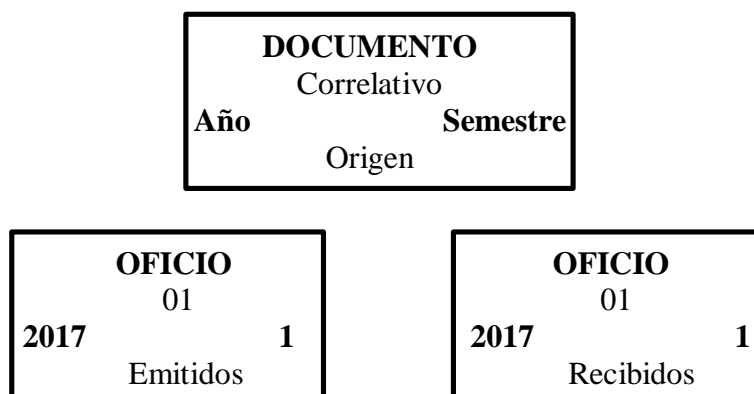 DOCUMENTO
Correlativo
Año Semestre
Origen
OFICIO
01
2017 1
Emitidos
OFICIO
01
2017 1
Recibidos